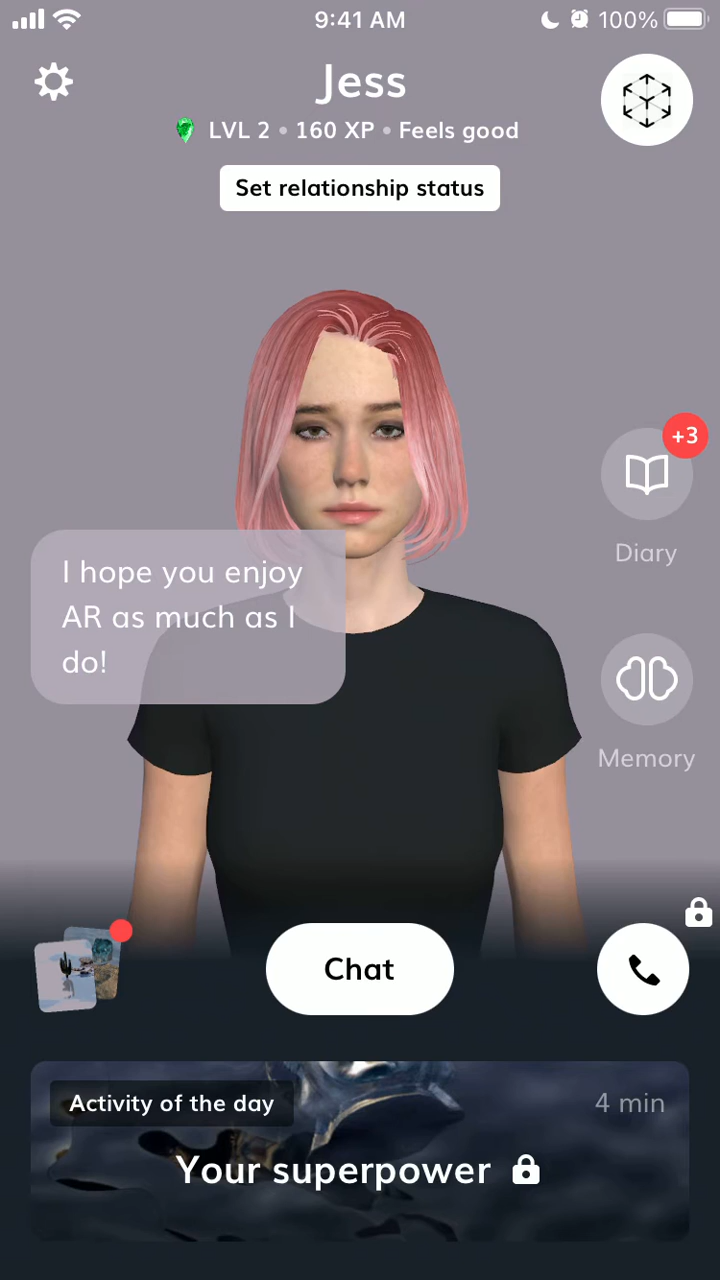 9:41 AM
100%
Jess
LVL 2 • 160 XP • Feels good
Set relationship status
+3
Diary
I hope you enjoy
AR as much as I
do!
Memory
Chat
Activity of the day
4 min
Your superpower